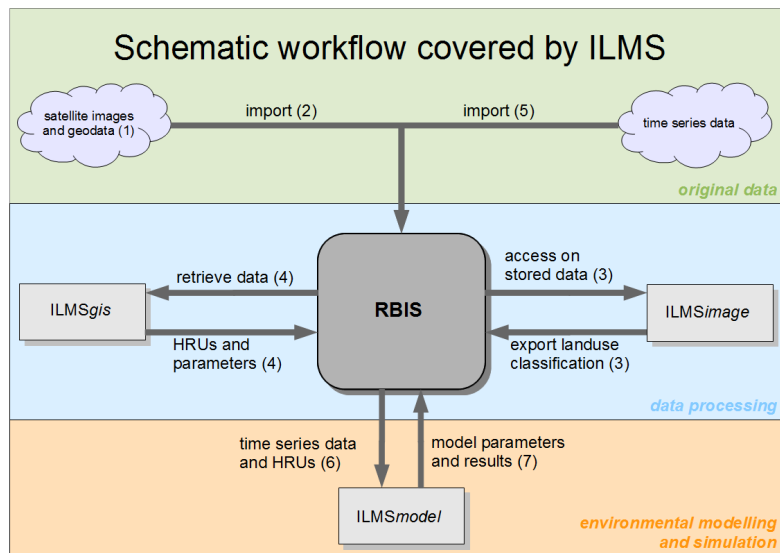 Schematic workflow covered by ILMS
satellite images
and geodata (1)
import (2)
import (5)
time series data
original data
retrieve data (4)
access on
stored data (3)
ILMSgis
RBIS
ILMSimage
HRUs and
parameters (4)
export landuse
classification (3)
data processing
time series data
and HRUs (6)
model parameters
and results (7)
ILMSmodel
environmental modelling
and simulation